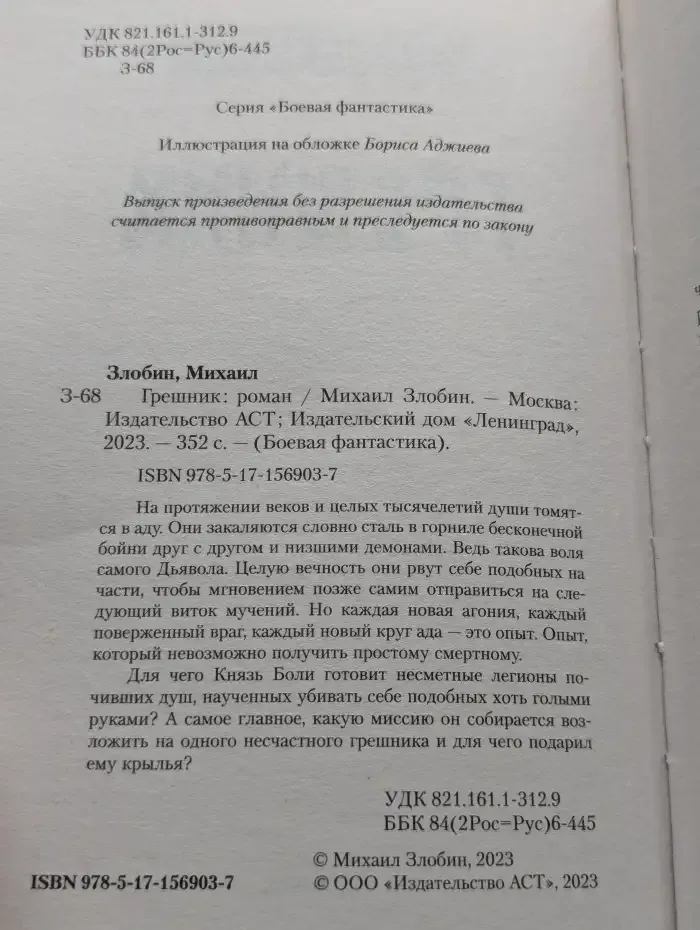 УДК 821.161.1-312.9
ББК 84(2Рос=Рус)6-445
З-68
Серия «Боевая фантастика»
Иллюстрация на обложке Бориса Аджиева
Выпуск произведения без разрешения издательства
считается противоправным и преследуется по закону
Злобин, Михаил
З-68 Грешник: роман / Михаил Злобин. — Москва:
Издательство АСТ; Издательский дом «Ленинград»,
2023. — 352 с. — (Боевая фантастика).
ISBN 978-5-17-156903-7
На протяжении веков и целых тысячелетий души томят-
ся в аду. Они закаляются словно сталь в горниле бесконечной
бойни друг с другом и низшими демонами. Ведь такова воля
самого Дьявола. Целую вечность они рвут себе подобных на
части, чтобы мгновением позже самим отправиться на сле-
дующий виток мучений. Но каждая новая агония, каждый
поверженный враг, каждый новый круг ада — это опыт. Опыт,
который невозможно получить простому смертному.
Для чего Князь Боли готовит несметные легионы по-
чивших душ, наученных убивать себе подобных хоть голыми
руками? А самое главное, какую миссию он собирается воз-
ложить на одного несчастного грешника и для чего подарил
ему крылья?
УДК 821.161.1-312.9
ББК 84(2Рос=Рус)6-445
© Михаил Злобин, 2023
ISBN 978-5-17-156903-7 © ООО «Издательство АСТ», 2023